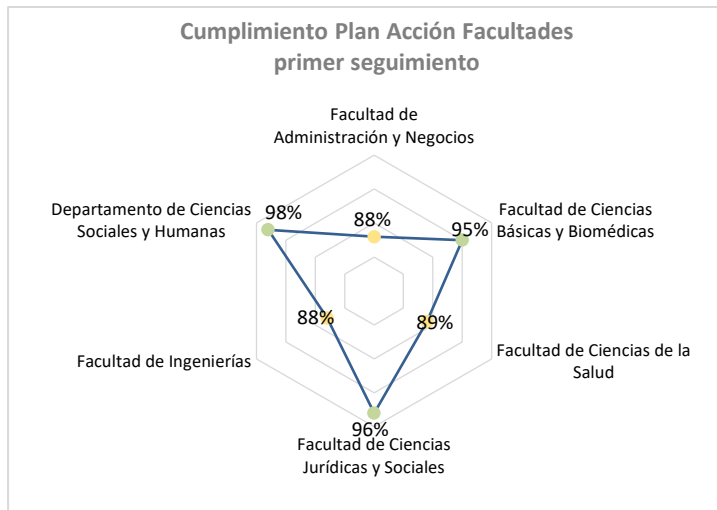 Cumplimiento Plan Acción Facultades
primer seguimiento
Facultad de
Administración y Negocios
88%
Facultad de Ciencias
Básicas y Biomédicas
95%
Facultad de Ciencias de la
Salud
89%
Facultad de Ciencias
Jurídicas y Sociales
96%
Facultad de Ingenierías
88%
Departamento de Ciencias
Sociales y Humanas
98%